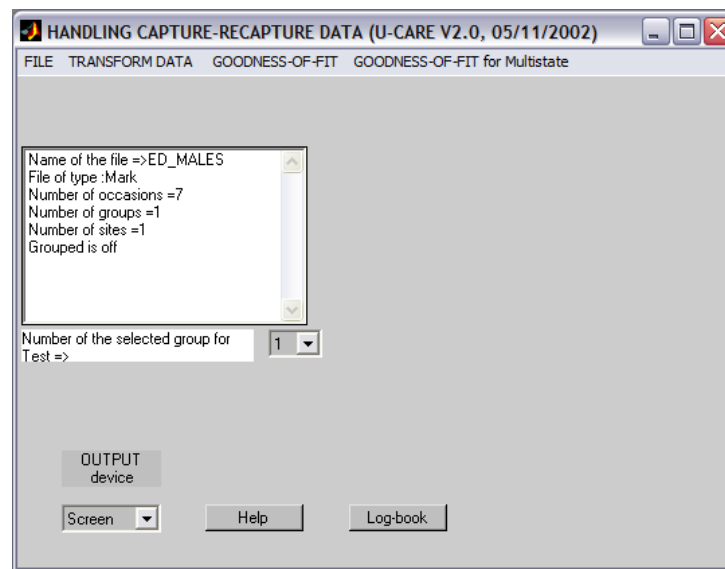 HANDLING CAPTURE-RECAPTURE DATA (U-CARE V2.0, 05/11/2002)
FILE TRANSFORM DATA GOODNESS-OF-FIT GOODNESS-OF-FIT for Multistate
Name of the file =>ED_MALES
File of type :Mark
Number of occasions =7
Number of groups =1
Number of sites =1
Grouped is off
Number of the selected group for
Test =>
1
OUTPUT
device
Screen
Help
Log-book